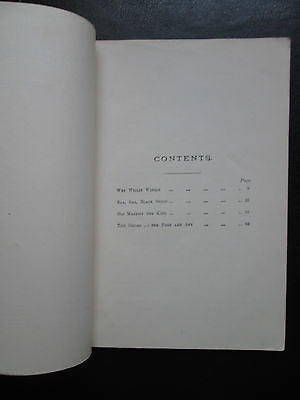 CONTENTS.
Page
WEE WILLIE WINKIE ... ... ... ...
BAA, BAA, BLACK SHEEP ... ... ... ...
HIS MAJESTY THE KING ... ... ... ...
THE DRUMS OF THE FORE AND AFT ... ...